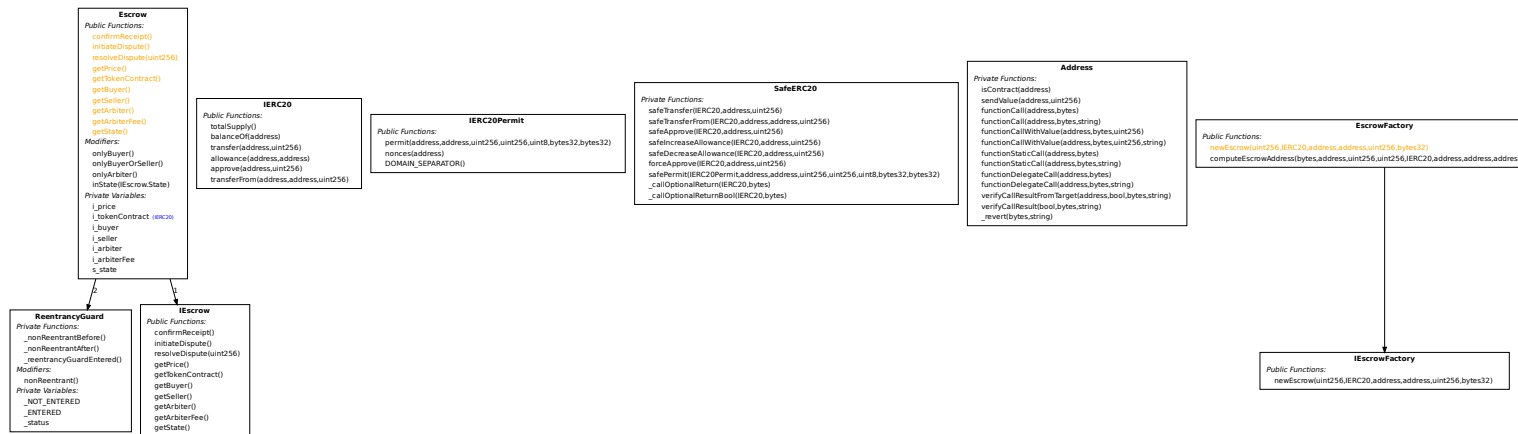 Escrow
Public Functions:
confirmReceipt()
initiateDispute()
resolveDispute(uint256)
getPrice()
getTokenContract()
getBuyer()
getSeller()
getArbiter()
getArbiterFee()
getState()
Modifiers:
onlyBuyer()
onlyBuyerOrSeller()
onlyArbiter()
inState(IEscrow.State)
Private Variables:
i_price
i_tokenContract (IERC20)
i_buyer
i_seller
i_arbiter
i_arbiterFee
s_state
IERC20
Public Functions:
totalSupply()
balanceOf(address)
transfer(address,uint256)
allowance(address,address)
approve(address,uint256)
transferFrom(address,address,uint256)
IERC20Permit
Public Functions:
permit(address,address,uint256,uint256,uint8,bytes32,bytes32)
nonces(address)
DOMAIN_SEPARATOR()
SafeERC20
Private Functions:
safeTransfer(IERC20,address,uint256)
safeTransferFrom(IERC20,address,address,uint256)
safeApprove(IERC20,address,uint256)
safeIncreaseAllowance(IERC20,address,uint256)
safeDecreaseAllowance(IERC20,address,uint256)
forceApprove(IERC20,address,uint256)
safePermit(IERC20Permit,address,address,uint256,uint256,uint8,bytes32,bytes32)
_callOptionalReturn(IERC20,bytes)
_callOptionalReturnBool(IERC20,bytes)
Address
Private Functions:
isContract(address)
sendValue(address,uint256)
functionCall(address,bytes)
functionCall(address,bytes,string)
functionCallWithValue(address,bytes,uint256)
functionCallWithValue(address,bytes,uint256,string)
functionStaticCall(address,bytes)
functionStaticCall(address,bytes,string)
functionDelegateCall(address,bytes)
functionDelegateCall(address,bytes,string)
verifyCallResultFromTarget(address,bool,bytes,string)
verifyCallResult(bool,bytes,string)
_revert(bytes,string)
EscrowFactory
Public Functions:
newEscrow(uint256,IERC20,address,address,uint256,bytes32)
computeEscrowAddress(bytes,address,uint256,uint256,IERC20,address,address,address
2
1
ReentrancyGuard
Private Functions:
_nonReentrantBefore()
_nonReentrantAfter()
_reentrancyGuardEntered()
Modifiers:
nonReentrant()
Private Variables:
_NOT_ENTERED
_ENTERED
_status
IEscrow
Public Functions:
confirmReceipt()
initiateDispute()
resolveDispute(uint256)
getPrice()
getTokenContract()
getBuyer()
getSeller()
getArbiter()
getArbiterFee()
getState()
IEscrowFactory
Public Functions:
newEscrow(uint256,IERC20,address,address,uint256,bytes32)